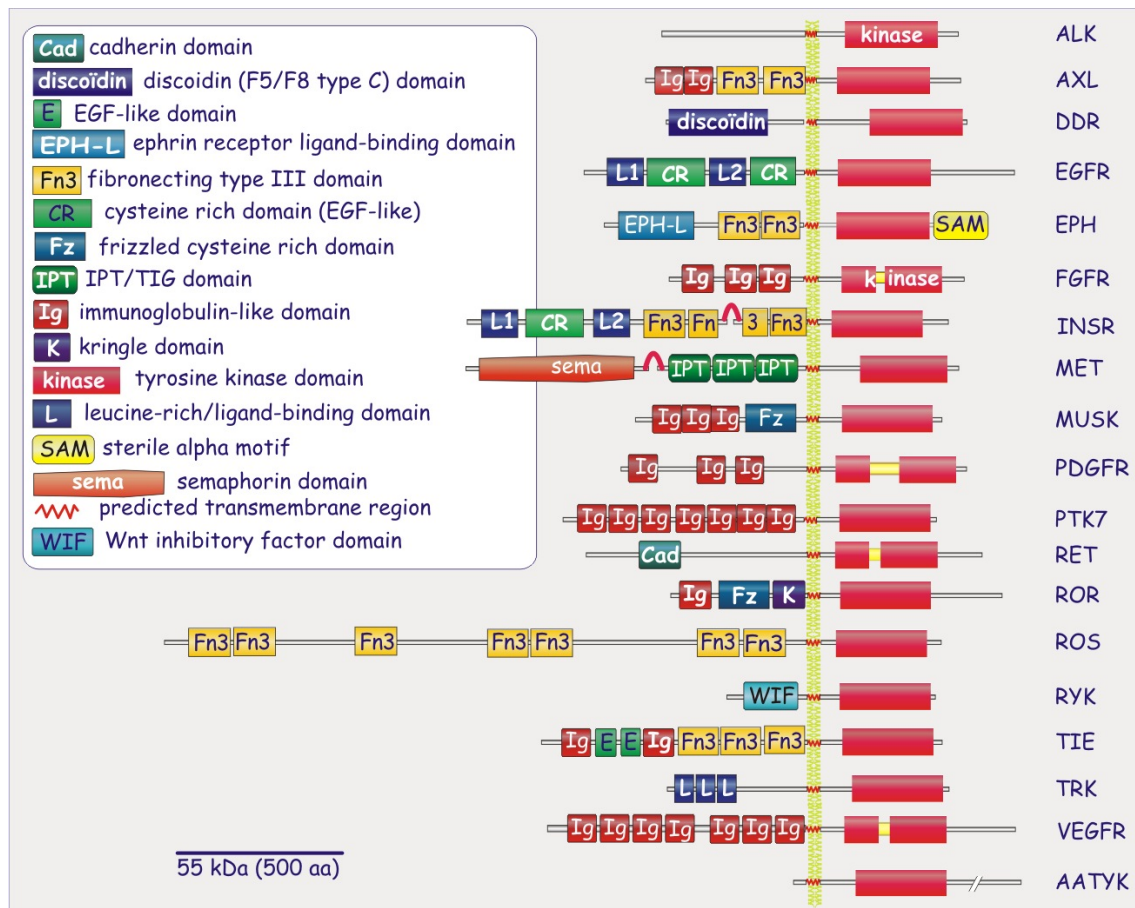 Cad cadherin domain
discoïdin discoidin (F5/F8 type C) domain
E EGF-like domain
EPH-L ephrin receptor ligand-binding domain
Fn3 fibronecting type III domain
CR cysteine rich domain (EGF-like)
Fz frizzled cysteine rich domain
IPT IPT/TIG domain
Ig immunoglobulin-like domain
K kringle domain
kinase tyrosine kinase domain
L leucine-rich/ligand-binding domain
SAM sterile alpha motif
sema semaphorin domain
predicted transmembrane region
WIF Wnt inhibitory factor domain
kinase ALK
Ig Ig Fn3 Fn3 AXL
discoïdin DDR
L1 CR L2 CR EGFR
EPH-L Fn3 Fn3 SAM EPH
Ig Ig Ig k inase FGFR
L1 CR L2 Fn3 Fn 3 Fn3 INSR
sema IPT IPT IPT MET
Ig Ig Ig Fz MUSK
Ig Ig Ig PDGFR
Ig Ig Ig Ig Ig Ig Ig PTK7
Cad RET
Ig Fz K ROR
Fn3 Fn3 Fn3 Fn3 Fn3 Fn3 Fn3 ROS
WIF RYK
Ig E E Ig Fn3 Fn3 Fn3 TIE
L L L TRK
Ig Ig Ig Ig Ig Ig Ig VEGFR
55 kDa (500 aa)
AATYK